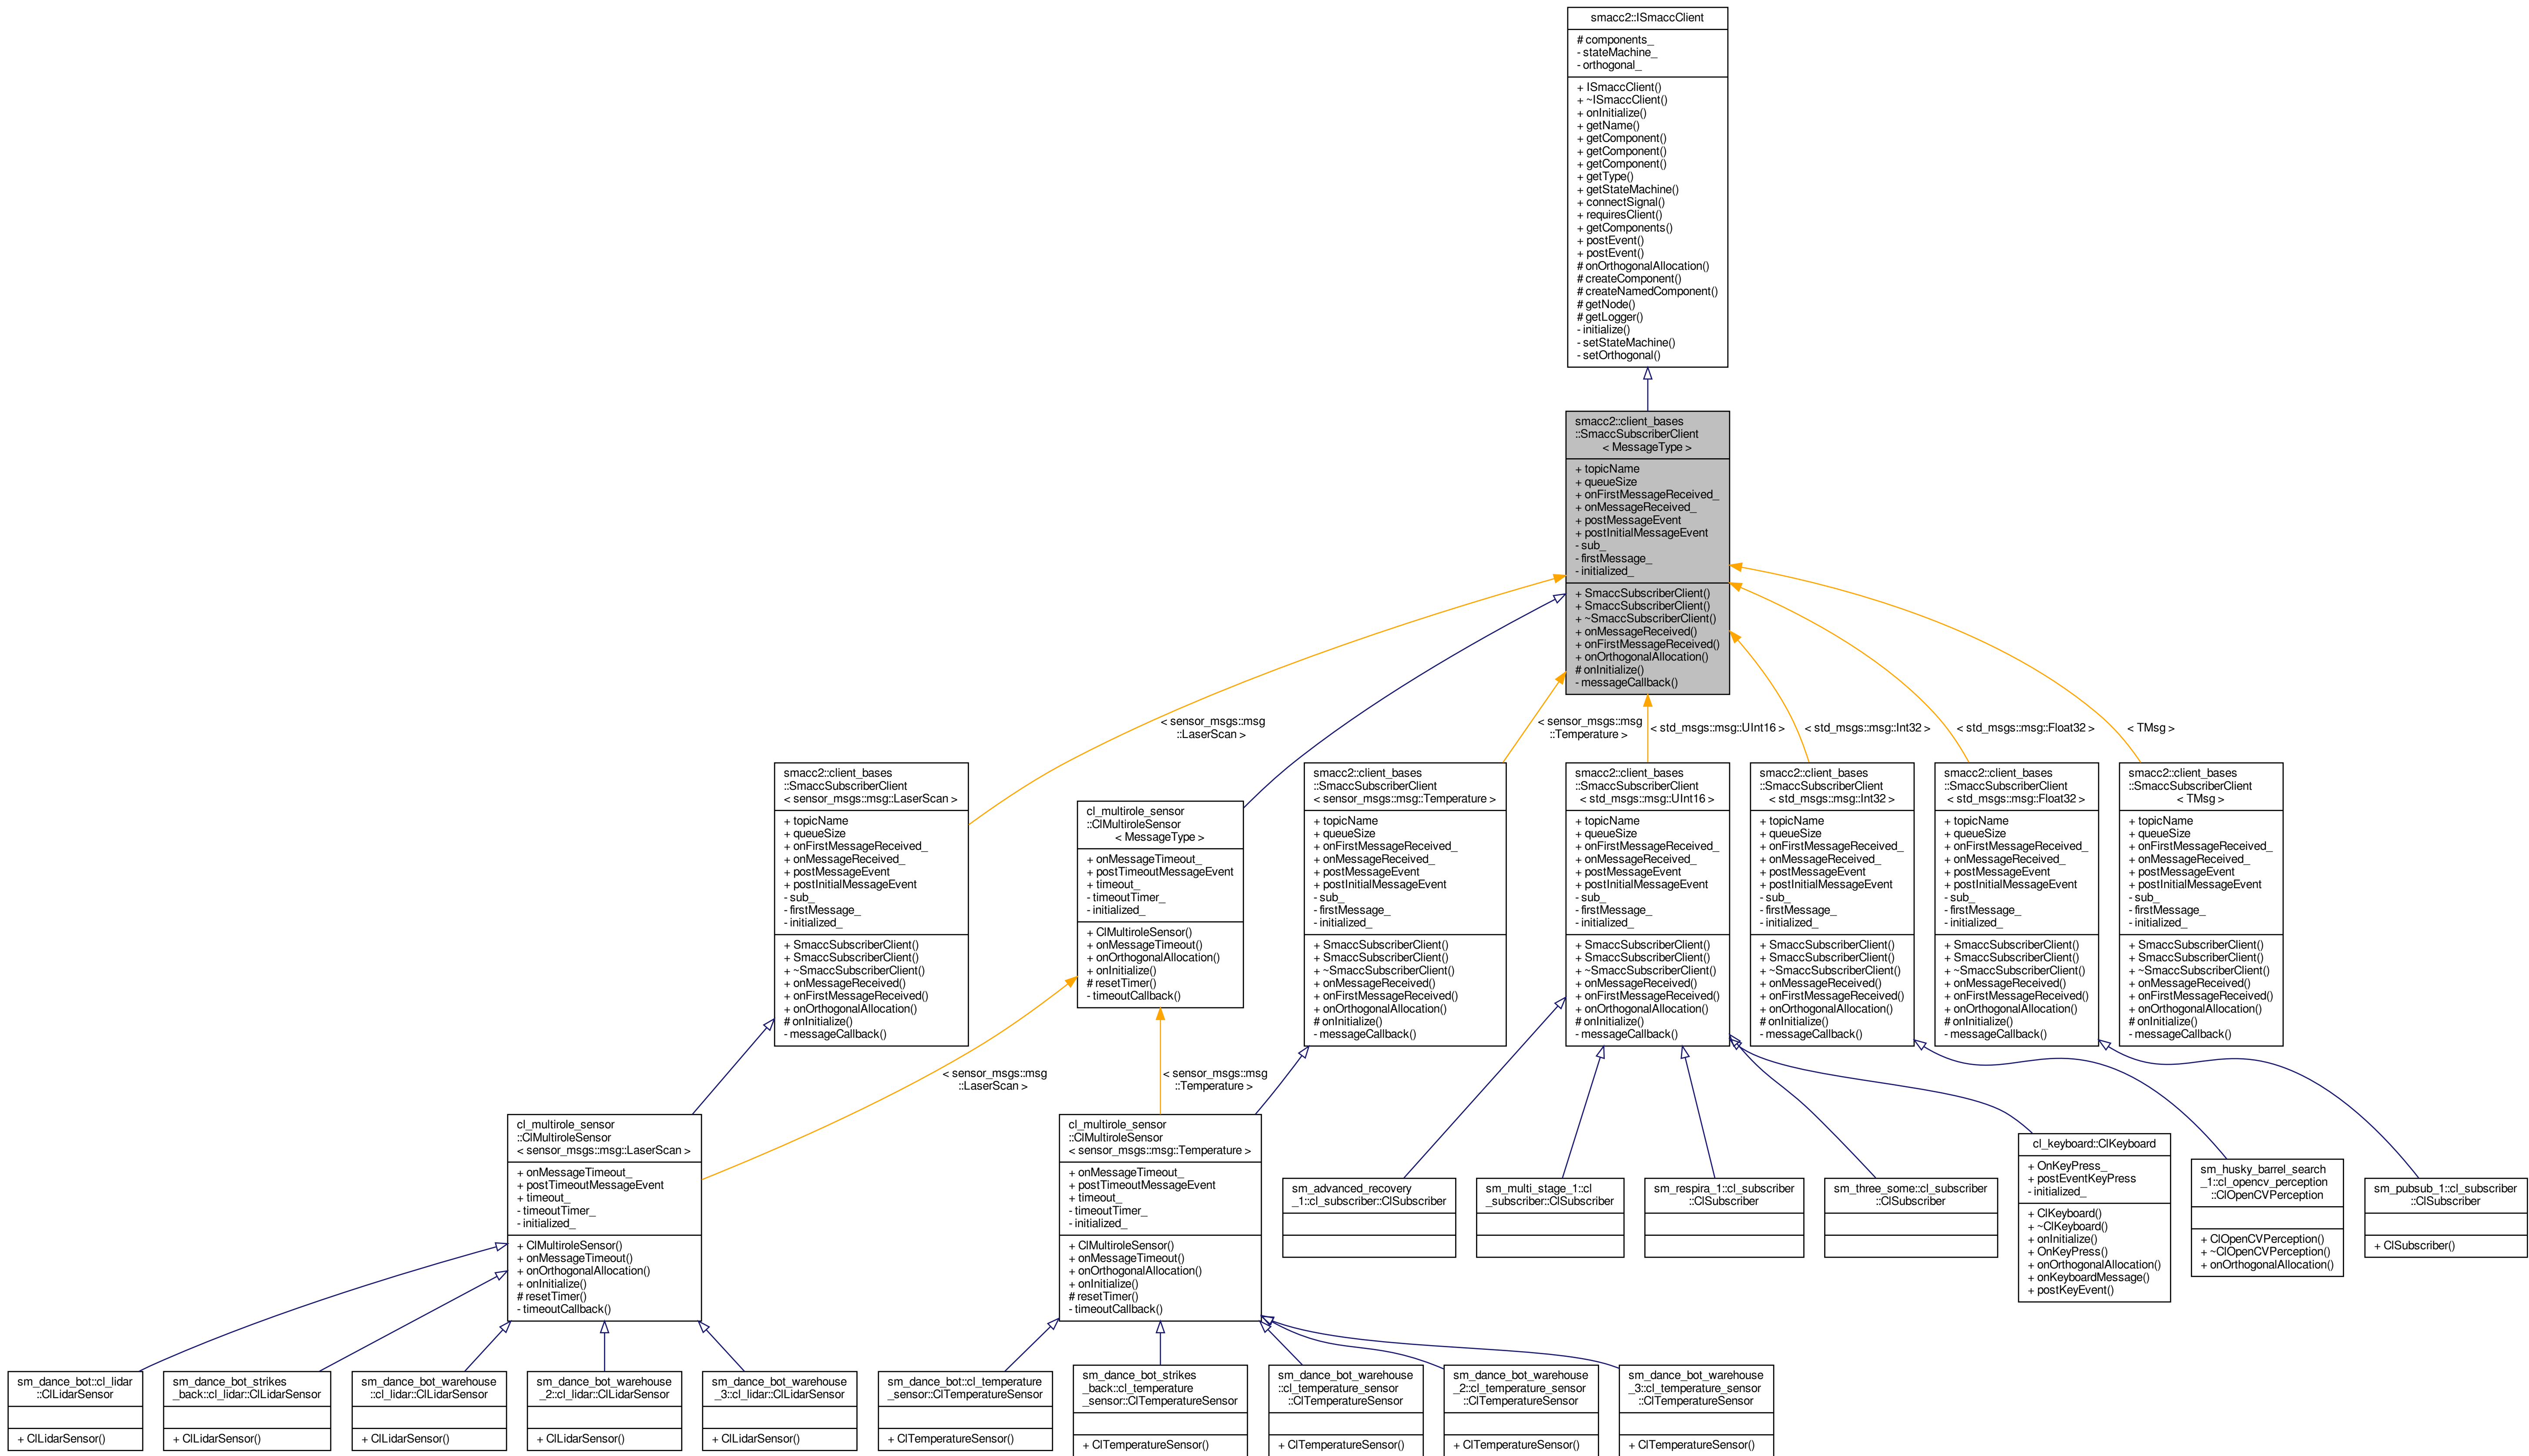 smacc2::ISmaccClient
# components_
- stateMachine_
- orthogonal_
+ ISmaccClient()
+ ~ISmaccClient()
+ onInitialize()
+ getName()
+ getComponent()
+ getComponent()
+ getComponent()
+ getType()
+ getStateMachine()
+ connectSignal()
+ requiresClient()
+ getComponents()
+ postEvent()
+ postEvent()
# onOrthogonalAllocation()
# createComponent()
# createNamedComponent()
# getNode()
# getLogger()
- initialize()
- setStateMachine()
- setOrthogonal()
smacc2::client_bases
::SmaccSubscriberClient
< MessageType >
+ topicName
+ queueSize
+ onFirstMessageReceived_
+ onMessageReceived_
+ postMessageEvent
+ postInitialMessageEvent
- sub_
- firstMessage_
- initialized_
+ SmaccSubscriberClient()
+ SmaccSubscriberClient()
+ ~SmaccSubscriberClient()
+ onMessageReceived()
+ onFirstMessageReceived()
+ onOrthogonalAllocation()
# onInitialize()
- messageCallback()
< sensor_msgs::msg
::LaserScan >
< sensor_msgs::msg
::Temperature >
< std_msgs::msg::UInt16 >
< std_msgs::msg::Int32 >
< std_msgs::msg::Float32 >
< TMsg >
smacc2::client_bases
::SmaccSubscriberClient
< sensor_msgs::msg::LaserScan >
+ topicName
+ queueSize
+ onFirstMessageReceived_
+ onMessageReceived_
+ postMessageEvent
+ postInitialMessageEvent
- sub_
- firstMessage_
- initialized_
+ SmaccSubscriberClient()
+ SmaccSubscriberClient()
+ ~SmaccSubscriberClient()
+ onMessageReceived()
+ onFirstMessageReceived()
+ onOrthogonalAllocation()
# onInitialize()
- messageCallback()
cl_multirole_sensor
::ClMultiroleSensor
< MessageType >
+ onMessageTimeout_
+ postTimeoutMessageEvent
+ timeout_
- timeoutTimer_
- initialized_
+ ClMultiroleSensor()
+ onMessageTimeout()
+ onOrthogonalAllocation()
+ onInitialize()
# resetTimer()
- timeoutCallback()
smacc2::client_bases
::SmaccSubscriberClient
< sensor_msgs::msg::Temperature >
+ topicName
+ queueSize
+ onFirstMessageReceived_
+ onMessageReceived_
+ postMessageEvent
+ postInitialMessageEvent
- sub_
- firstMessage_
- initialized_
+ SmaccSubscriberClient()
+ SmaccSubscriberClient()
+ ~SmaccSubscriberClient()
+ onMessageReceived()
+ onFirstMessageReceived()
+ onOrthogonalAllocation()
# onInitialize()
- messageCallback()
smacc2::client_bases
::SmaccSubscriberClient
< std_msgs::msg::UInt16 >
+ topicName
+ queueSize
+ onFirstMessageReceived_
+ onMessageReceived_
+ postMessageEvent
+ postInitialMessageEvent
- sub_
- firstMessage_
- initialized_
+ SmaccSubscriberClient()
+ SmaccSubscriberClient()
+ ~SmaccSubscriberClient()
+ onMessageReceived()
+ onFirstMessageReceived()
+ onOrthogonalAllocation()
# onInitialize()
- messageCallback()
smacc2::client_bases
::SmaccSubscriberClient
< std_msgs::msg::Int32 >
+ topicName
+ queueSize
+ onFirstMessageReceived_
+ onMessageReceived_
+ postMessageEvent
+ postInitialMessageEvent
- sub_
- firstMessage_
- initialized_
+ SmaccSubscriberClient()
+ SmaccSubscriberClient()
+ ~SmaccSubscriberClient()
+ onMessageReceived()
+ onFirstMessageReceived()
+ onOrthogonalAllocation()
# onInitialize()
- messageCallback()
smacc2::client_bases
::SmaccSubscriberClient
< std_msgs::msg::Float32 >
+ topicName
+ queueSize
+ onFirstMessageReceived_
+ onMessageReceived_
+ postMessageEvent
+ postInitialMessageEvent
- sub_
- firstMessage_
- initialized_
+ SmaccSubscriberClient()
+ SmaccSubscriberClient()
+ ~SmaccSubscriberClient()
+ onMessageReceived()
+ onFirstMessageReceived()
+ onOrthogonalAllocation()
# onInitialize()
- messageCallback()
smacc2::client_bases
::SmaccSubscriberClient
< TMsg >
+ topicName
+ queueSize
+ onFirstMessageReceived_
+ onMessageReceived_
+ postMessageEvent
+ postInitialMessageEvent
- sub_
- firstMessage_
- initialized_
+ SmaccSubscriberClient()
+ SmaccSubscriberClient()
+ ~SmaccSubscriberClient()
+ onMessageReceived()
+ onFirstMessageReceived()
+ onOrthogonalAllocation()
# onInitialize()
- messageCallback()
< sensor_msgs::msg
::LaserScan >
< sensor_msgs::msg
::Temperature >
cl_multirole_sensor
::ClMultiroleSensor
< sensor_msgs::msg::LaserScan >
+ onMessageTimeout_
+ postTimeoutMessageEvent
+ timeout_
- timeoutTimer_
- initialized_
+ ClMultiroleSensor()
+ onMessageTimeout()
+ onOrthogonalAllocation()
+ onInitialize()
# resetTimer()
- timeoutCallback()
cl_multirole_sensor
::ClMultiroleSensor
< sensor_msgs::msg::Temperature >
+ onMessageTimeout_
+ postTimeoutMessageEvent
+ timeout_
- timeoutTimer_
- initialized_
+ ClMultiroleSensor()
+ onMessageTimeout()
+ onOrthogonalAllocation()
+ onInitialize()
# resetTimer()
- timeoutCallback()
sm_advanced_recovery
_1::cl_subscriber::ClSubscriber
sm_multi_stage_1::cl
_subscriber::ClSubscriber
sm_respira_1::cl_subscriber
::ClSubscriber
sm_three_some::cl_subscriber
::ClSubscriber
cl_keyboard::ClKeyboard
+ OnKeyPress_
+ postEventKeyPress
- initialized_
+ ClKeyboard()
+ ~ClKeyboard()
+ onInitialize()
+ OnKeyPress()
+ onOrthogonalAllocation()
+ onKeyboardMessage()
+ postKeyEvent()
sm_husky_barrel_search
_1::cl_opencv_perception
::ClOpenCVPerception
+ ClOpenCVPerception()
+ ~ClOpenCVPerception()
+ onOrthogonalAllocation()
sm_pubsub_1::cl_subscriber
::ClSubscriber
+ ClSubscriber()
sm_dance_bot::cl_lidar
::ClLidarSensor
+ ClLidarSensor()
sm_dance_bot_strikes
_back::cl_lidar::ClLidarSensor
+ ClLidarSensor()
sm_dance_bot_warehouse
::cl_lidar::ClLidarSensor
+ ClLidarSensor()
sm_dance_bot_warehouse
_2::cl_lidar::ClLidarSensor
+ ClLidarSensor()
sm_dance_bot_warehouse
_3::cl_lidar::ClLidarSensor
+ ClLidarSensor()
sm_dance_bot::cl_temperature
_sensor::ClTemperatureSensor
+ ClTemperatureSensor()
sm_dance_bot_strikes
_back::cl_temperature
_sensor::ClTemperatureSensor
+ ClTemperatureSensor()
sm_dance_bot_warehouse
::cl_temperature_sensor
::ClTemperatureSensor
+ ClTemperatureSensor()
sm_dance_bot_warehouse
_2::cl_temperature_sensor
::ClTemperatureSensor
+ ClTemperatureSensor()
sm_dance_bot_warehouse
_3::cl_temperature_sensor
::ClTemperatureSensor
+ ClTemperatureSensor()